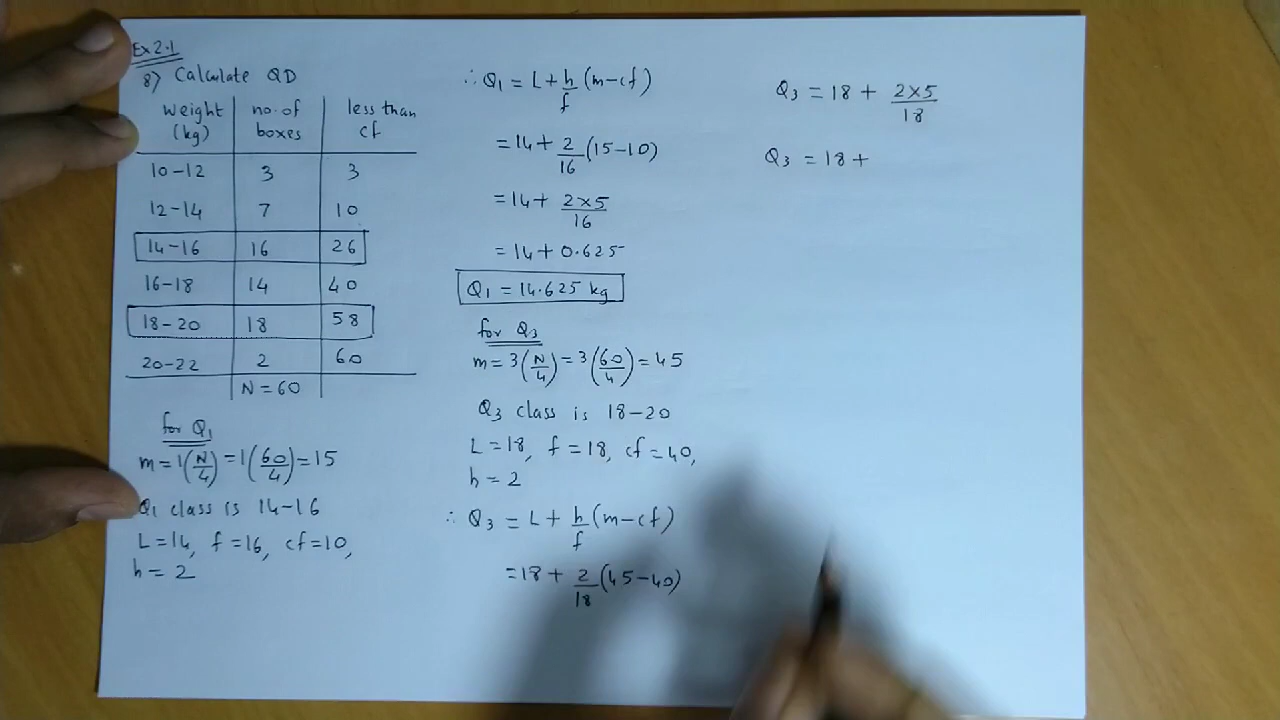 Ex 2.1
8) Calculate QD
weight (kg) | no. of boxes | less than cf
10-12 | 3 | 3
12-14 | 7 | 10
14-16 | 16 | 26
16-18 | 14 | 40
18-20 | 18 | 58
20-22 | 2 | 60
N = 60
for Q₁
m = 1(N/4) = 1(60/4) = 15
Q₁ class is 14-16
L=14, f=16, cf=10,
h = 2
∴ Q₁ = L + h/f (m-cf)
= 14 + 2/16 (15-10)
= 14 + 2×5/16
= 14 + 0.625
Q₁ = 14.625 kg
for Q₃
m = 3(N/4) = 3(60/4) = 45
Q₃ class is 18-20
L=18, f=18, cf=40,
h = 2
∴ Q₃ = L + h/f (m-cf)
= 18 + 2/18 (45-40)
Q₃ = 18 + 2×5/18
Q₃ = 18 +